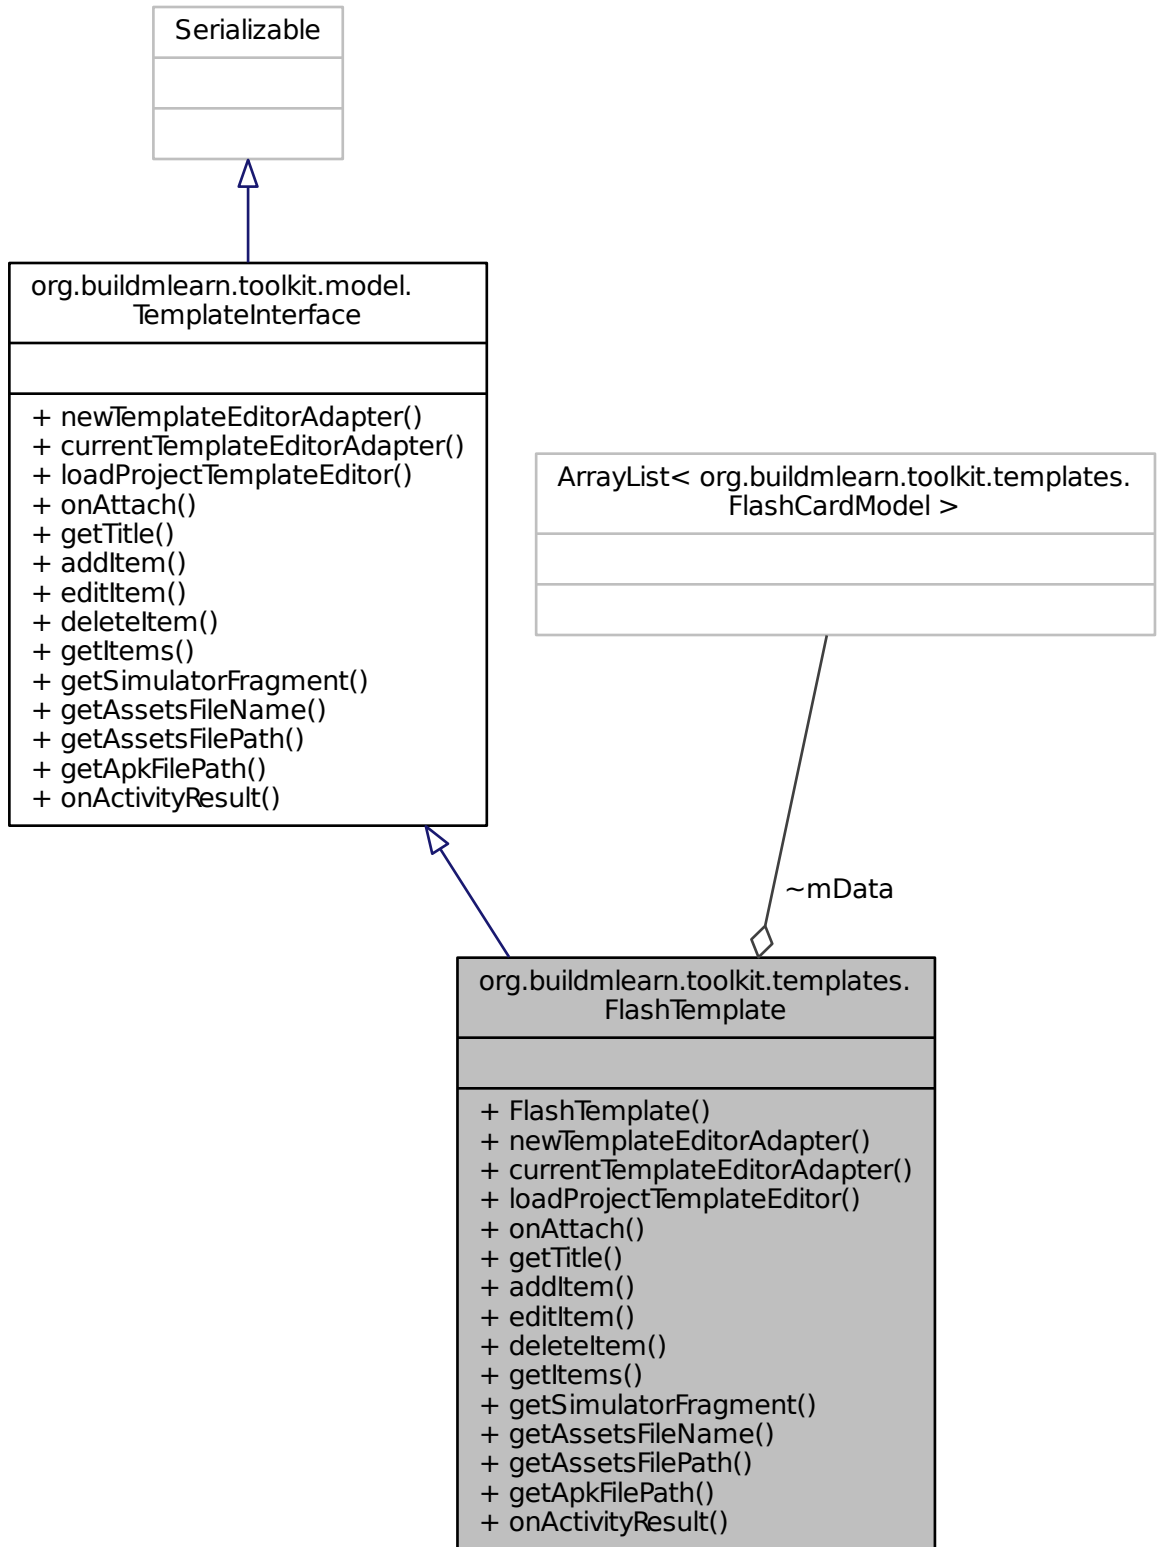 Serializable
org.buildmlearn.toolkit.model.
TemplateInterface
+ newTemplateEditorAdapter()
+ currentTemplateEditorAdapter()
+ loadProjectTemplateEditor()
+ onAttach()
+ getTitle()
+ addItem()
+ editItem()
+ deleteItem()
+ getItems()
+ getSimulatorFragment()
+ getAssetsFileName()
+ getAssetsFilePath()
+ getApkFilePath()
+ onActivityResult()
ArrayList< org.buildmlearn.toolkit.templates.
FlashCardModel >
~mData
org.buildmlearn.toolkit.templates.
FlashTemplate
+ FlashTemplate()
+ newTemplateEditorAdapter()
+ currentTemplateEditorAdapter()
+ loadProjectTemplateEditor()
+ onAttach()
+ getTitle()
+ addItem()
+ editItem()
+ deleteItem()
+ getItems()
+ getSimulatorFragment()
+ getAssetsFileName()
+ getAssetsFilePath()
+ getApkFilePath()
+ onActivityResult()